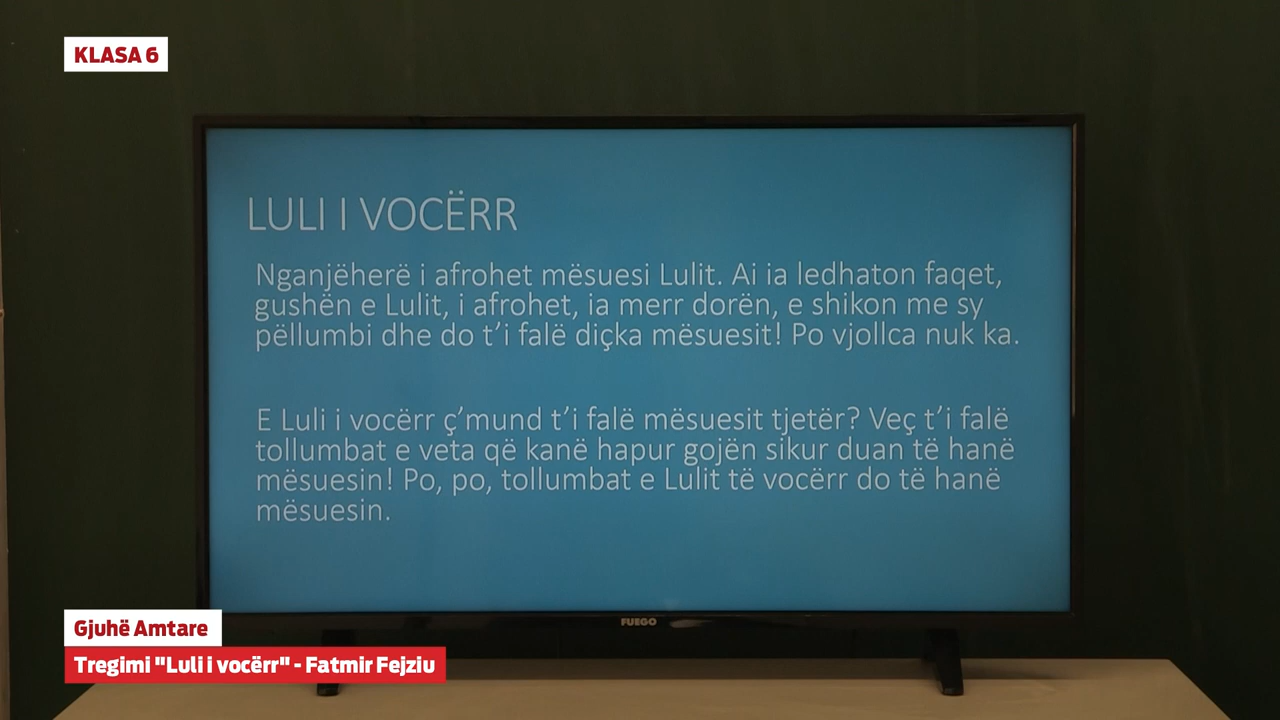 KLASA 6
LULI I VOCËRR
Nganjëherë i afrohet mësuesi Lulit. Ai ia ledhaton faqet,
gushën e Lulit, i afrohet, ia merr dorën, e shikon me sy
pëllumbi dhe do t’i falë diçka mësuesit! Po vjollca nuk ka.
E Luli i vocërr ç’mund t’i falë mësuesit tjetër? Veç t’i falë
tollumbat e veta që kanë hapur gojën sikur duan të hanë
mësuesin! Po, po, tollumbat e Lulit të vocërr do të hanë
mësuesin.
FUEGO
Gjuhë Amtare
Tregimi "Luli i vocërr" - Fatmir Fejziu